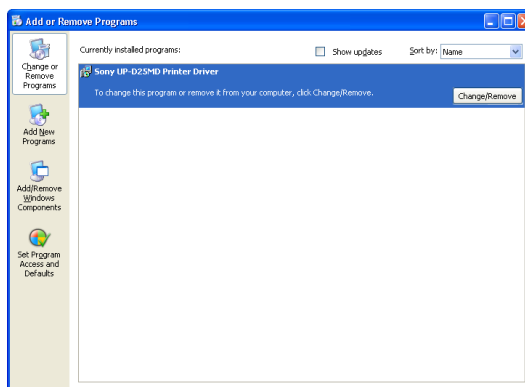 Add or Remove Programs
Change or
Remove
Programs
Currently installed programs:
Show updates
Sort by:
Name
Sony UP-D25MD Printer Driver
To change this program or remove it from your computer, click Change/Remove.
Change/Remove
Add New
Programs
Add/Remove
Windows
Components
Set Program
Access and
Defaults